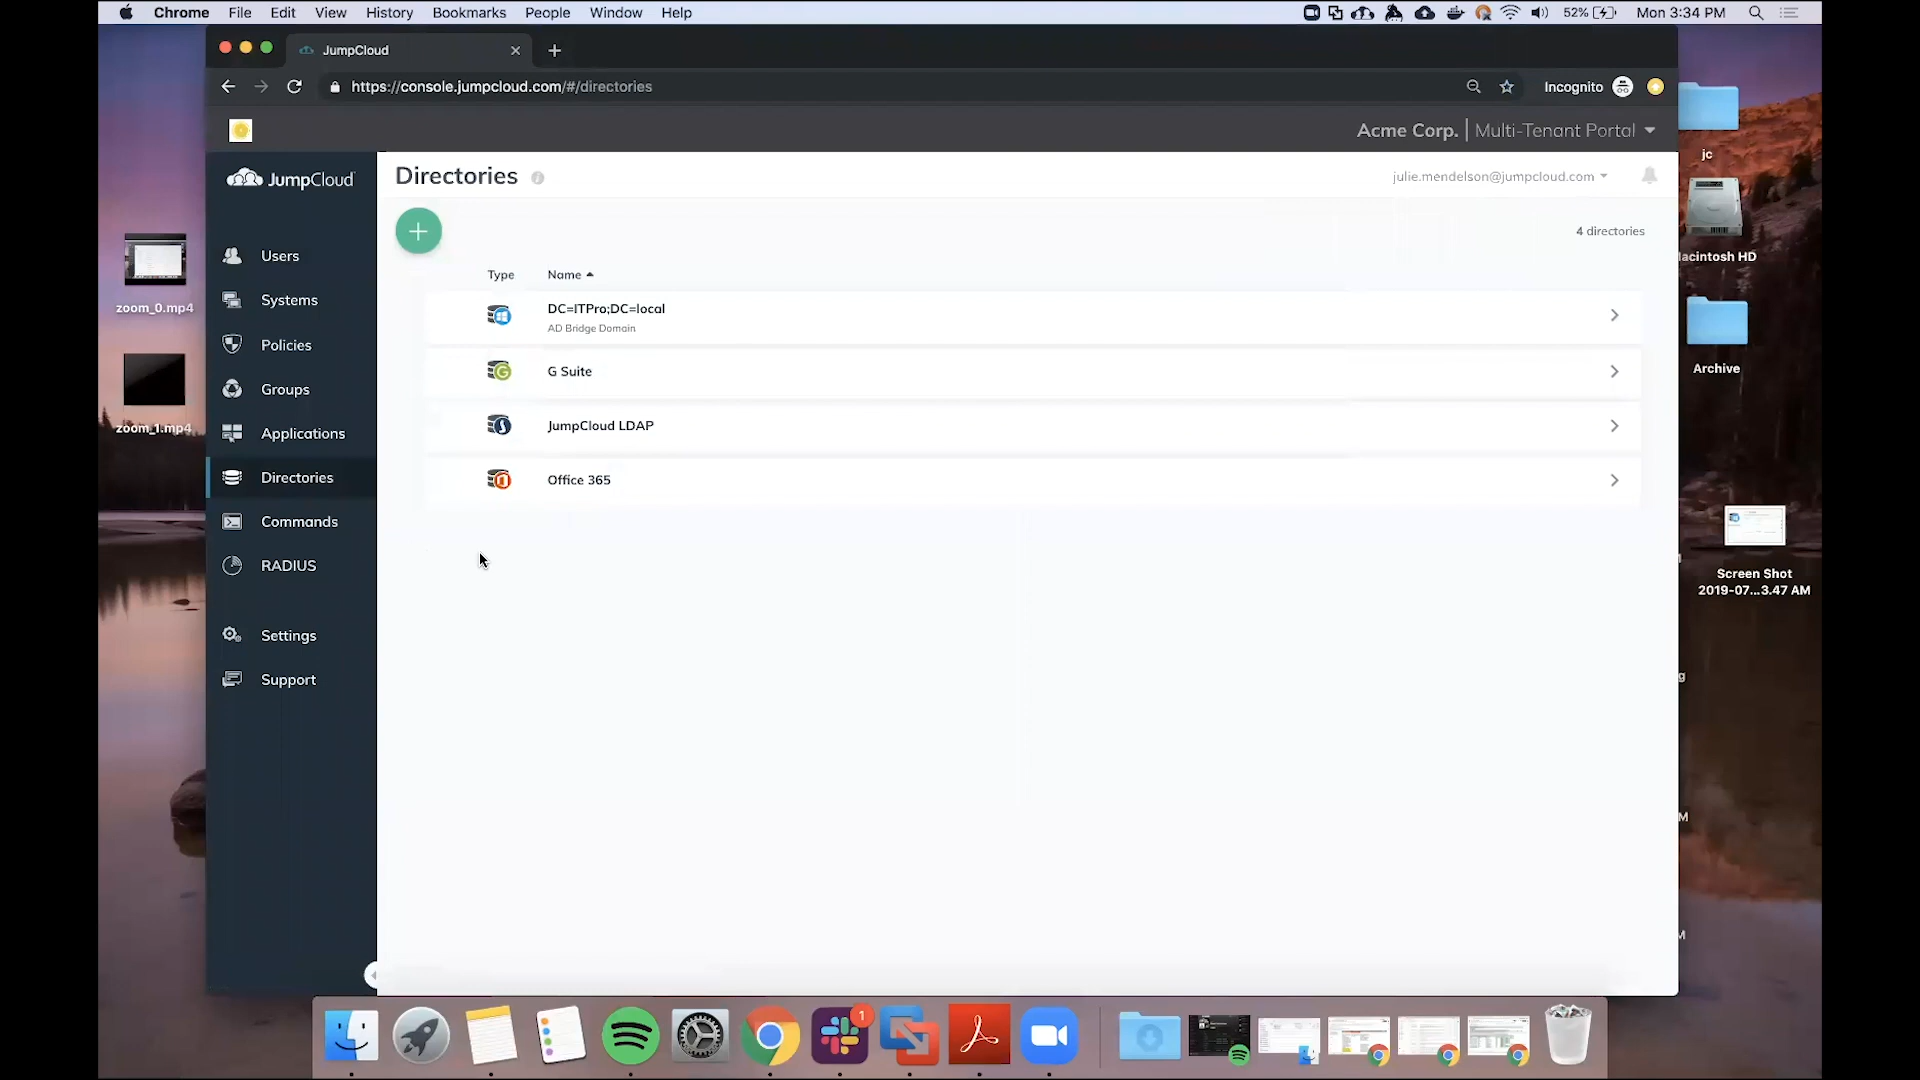 Chrome File Edit View History Bookmarks People Window Help
52% Mon 3:34 PM
JumpCloud
https://console.jumpcloud.com/#/directories
Incognito
Acme Corp. | Multi-Tenant Portal
JumpCloud
Directories
julie.mendelson@jumpcloud.com
4 directories
Users
Systems
Policies
Groups
Applications
Directories
Commands
RADIUS
Settings
Support
Type Name
DC=ITPro;DC=local
AD Bridge Domain
G Suite
JumpCloud LDAP
Office 365
zoom_0.mp4
zoom_1.mp4
jc
acintosh HD
Archive
Screen Shot
2019-07...3.47 AM
1